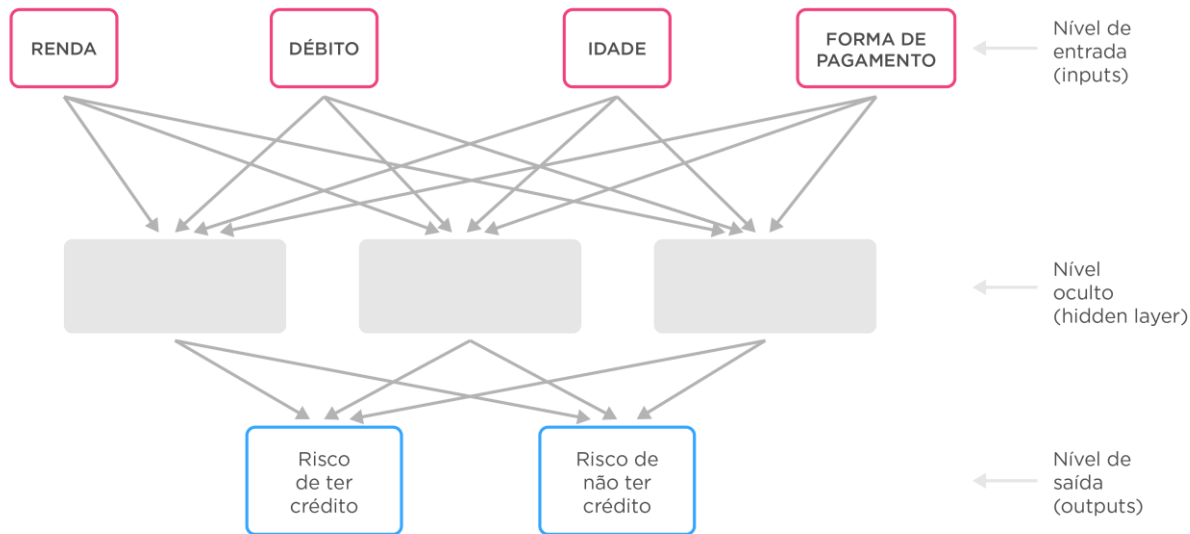 RENDA
DÉBITO
IDADE
FORMA DE
PAGAMENTO
Nível de
entrada
(inputs)
Nível
oculto
(hidden layer)
Risco
de ter
crédito
Risco de
não ter
crédito
Nível de
saída
(outputs)